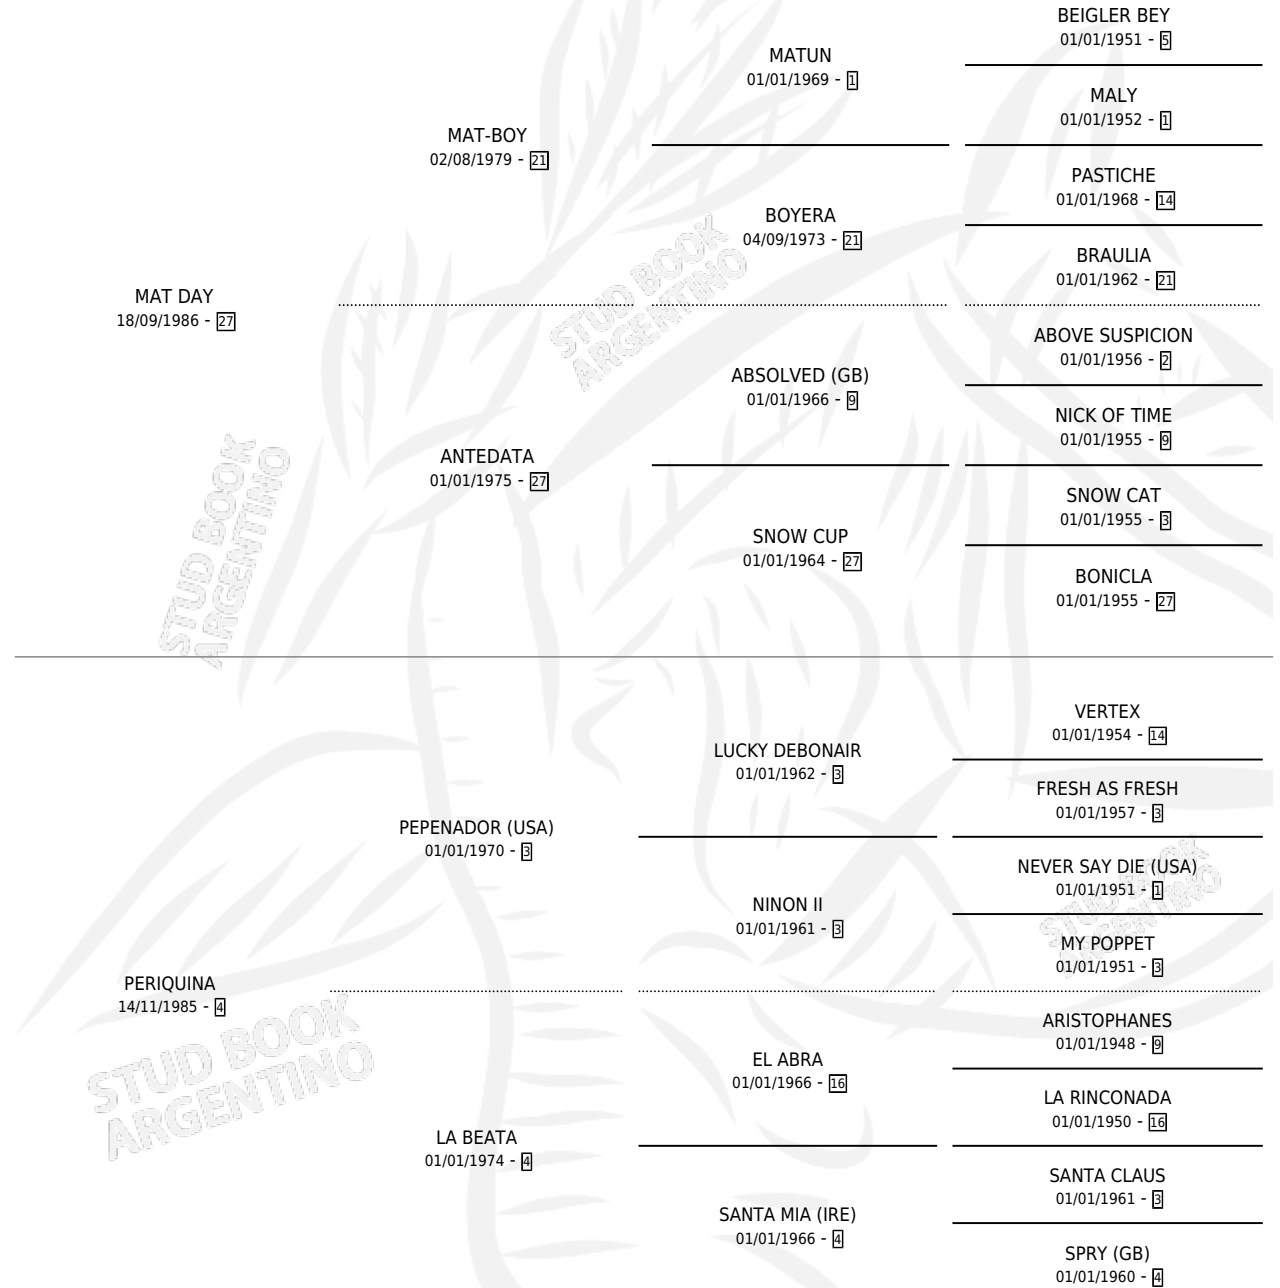 BEIGLER BEY
01/01/1951 - 5
MATUN
01/01/1969 - 1
MALY
01/01/1952 - 1
MAT-BOY
02/08/1979 - 21
PASTICHE
01/01/1968 - 14
BOYERA
04/09/1973 - 21
BRAULIA
01/01/1962 - 21
MAT DAY
18/09/1986 - 27
STUD BOOK
ARGENTINO
ABOVE SUSPICION
01/01/1956 - 2
ABSOLVED (GB)
01/01/1966 - 9
NICK OF TIME
01/01/1955 - 9
ANTEDATA
01/01/1975 - 27
SNOW CAT
01/01/1955 - 3
SNOW CUP
01/01/1964 - 27
BONICLA
01/01/1955 - 27
STUD BOOK
ARGENTINO
VERTEX
01/01/1954 - 14
LUCKY DEBONAIR
01/01/1962 - 3
FRESH AS FRESH
01/01/1957 - 3
PEPENADOR (USA)
01/01/1970 - 3
NEVER SAY DIE (USA)
01/01/1951 - 1
NINON II
01/01/1961 - 3
STUD BOOK
ARGENTINO
MY POPPET
01/01/1951 - 3
PERIQUINA
14/11/1985 - 4
STUD BOOK
ARGENTINO
ARISTOPHANES
01/01/1948 - 9
EL ABRA
01/01/1966 - 16
LA RINCONADA
01/01/1950 - 16
LA BEATA
01/01/1974 - 4
SANTA CLAUS
01/01/1961 - 3
SANTA MIA (IRE)
01/01/1966 - 4
SPRY (GB)
01/01/1960 - 4